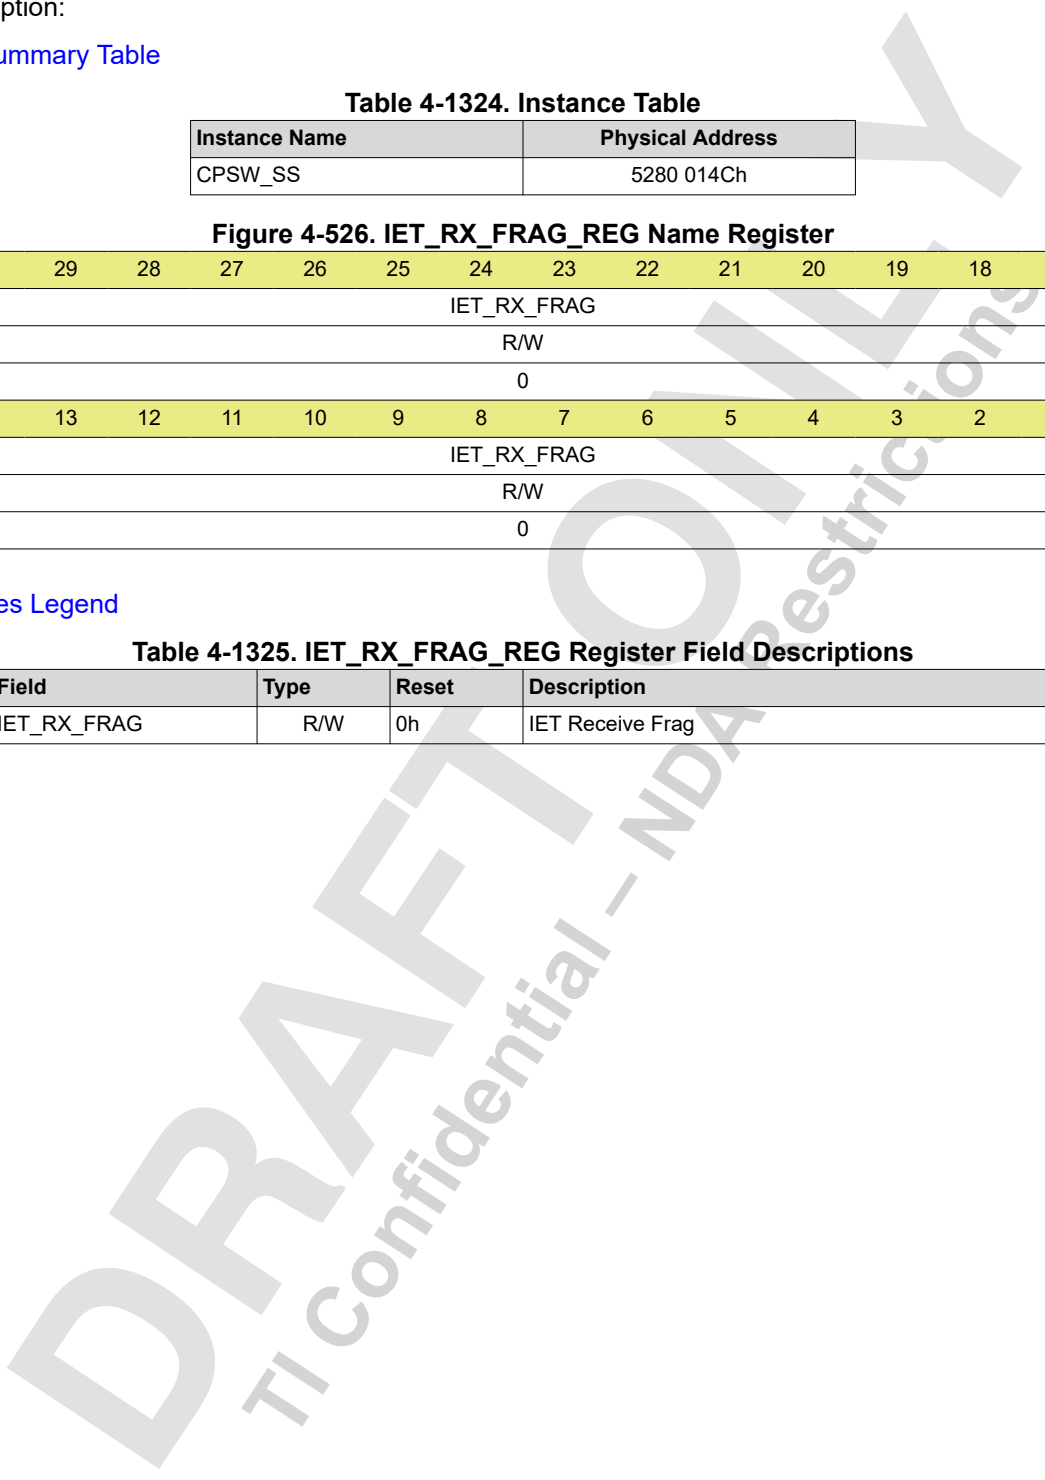 ption:
ummary Table
Table 4-1324. Instance Table
Instance Name Physical Address
CPSW_SS 5280 014Ch
Figure 4-526. IET_RX_FRAG_REG Name Register
29 28 27 26 25 24 23 22 21 20 19 18
IET_RX_FRAG
R/W
0
13 12 11 10 9 8 7 6 5 4 3 2
IET_RX_FRAG
R/W
0
es Legend
Table 4-1325. IET_RX_FRAG_REG Register Field Descriptions
Field Type Reset Description
IET_RX_FRAG R/W 0h IET Receive Frag
DRAFT ONLY
TI Confidential – NDA Restrictions